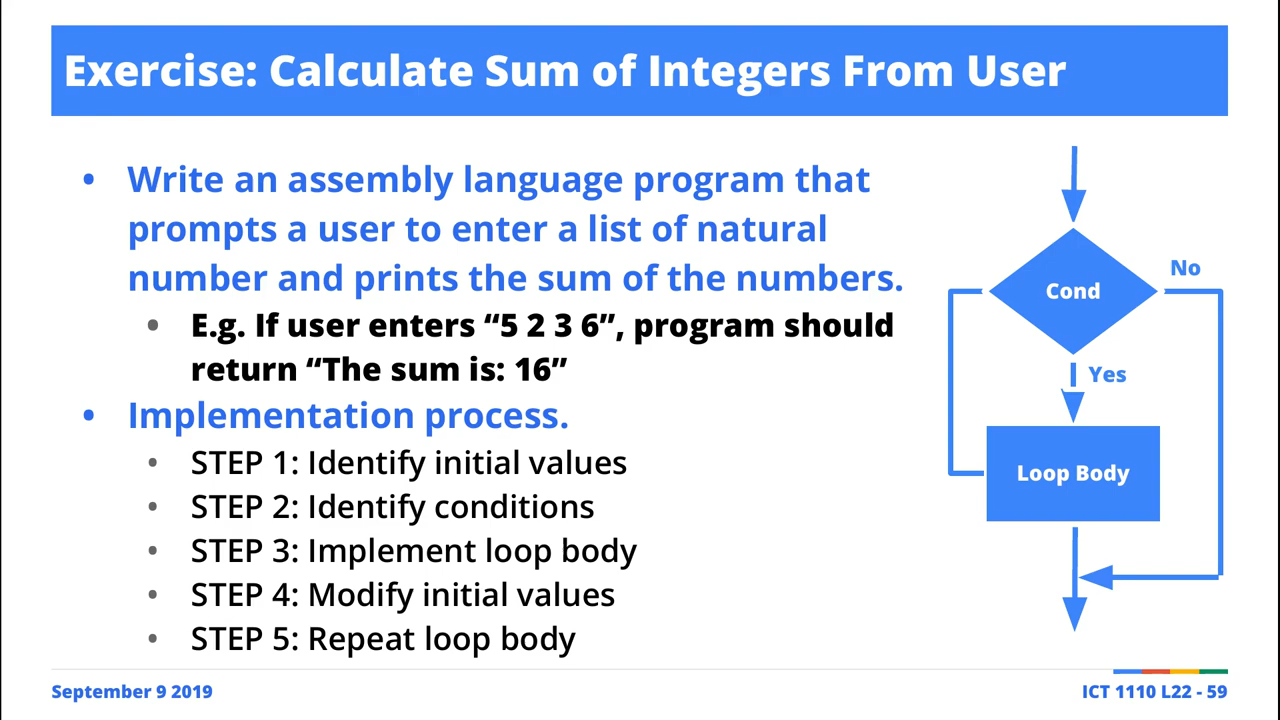 Exercise: Calculate Sum of Integers From User
• Write an assembly language program that
prompts a user to enter a list of natural
number and prints the sum of the numbers.
• E.g. If user enters “5 2 3 6”, program should
return “The sum is: 16”
• Implementation process.
• STEP 1: Identify initial values
• STEP 2: Identify conditions
• STEP 3: Implement loop body
• STEP 4: Modify initial values
• STEP 5: Repeat loop body
No
Cond
Yes
Loop Body
September 9 2019
ICT 1110 L22 - 59